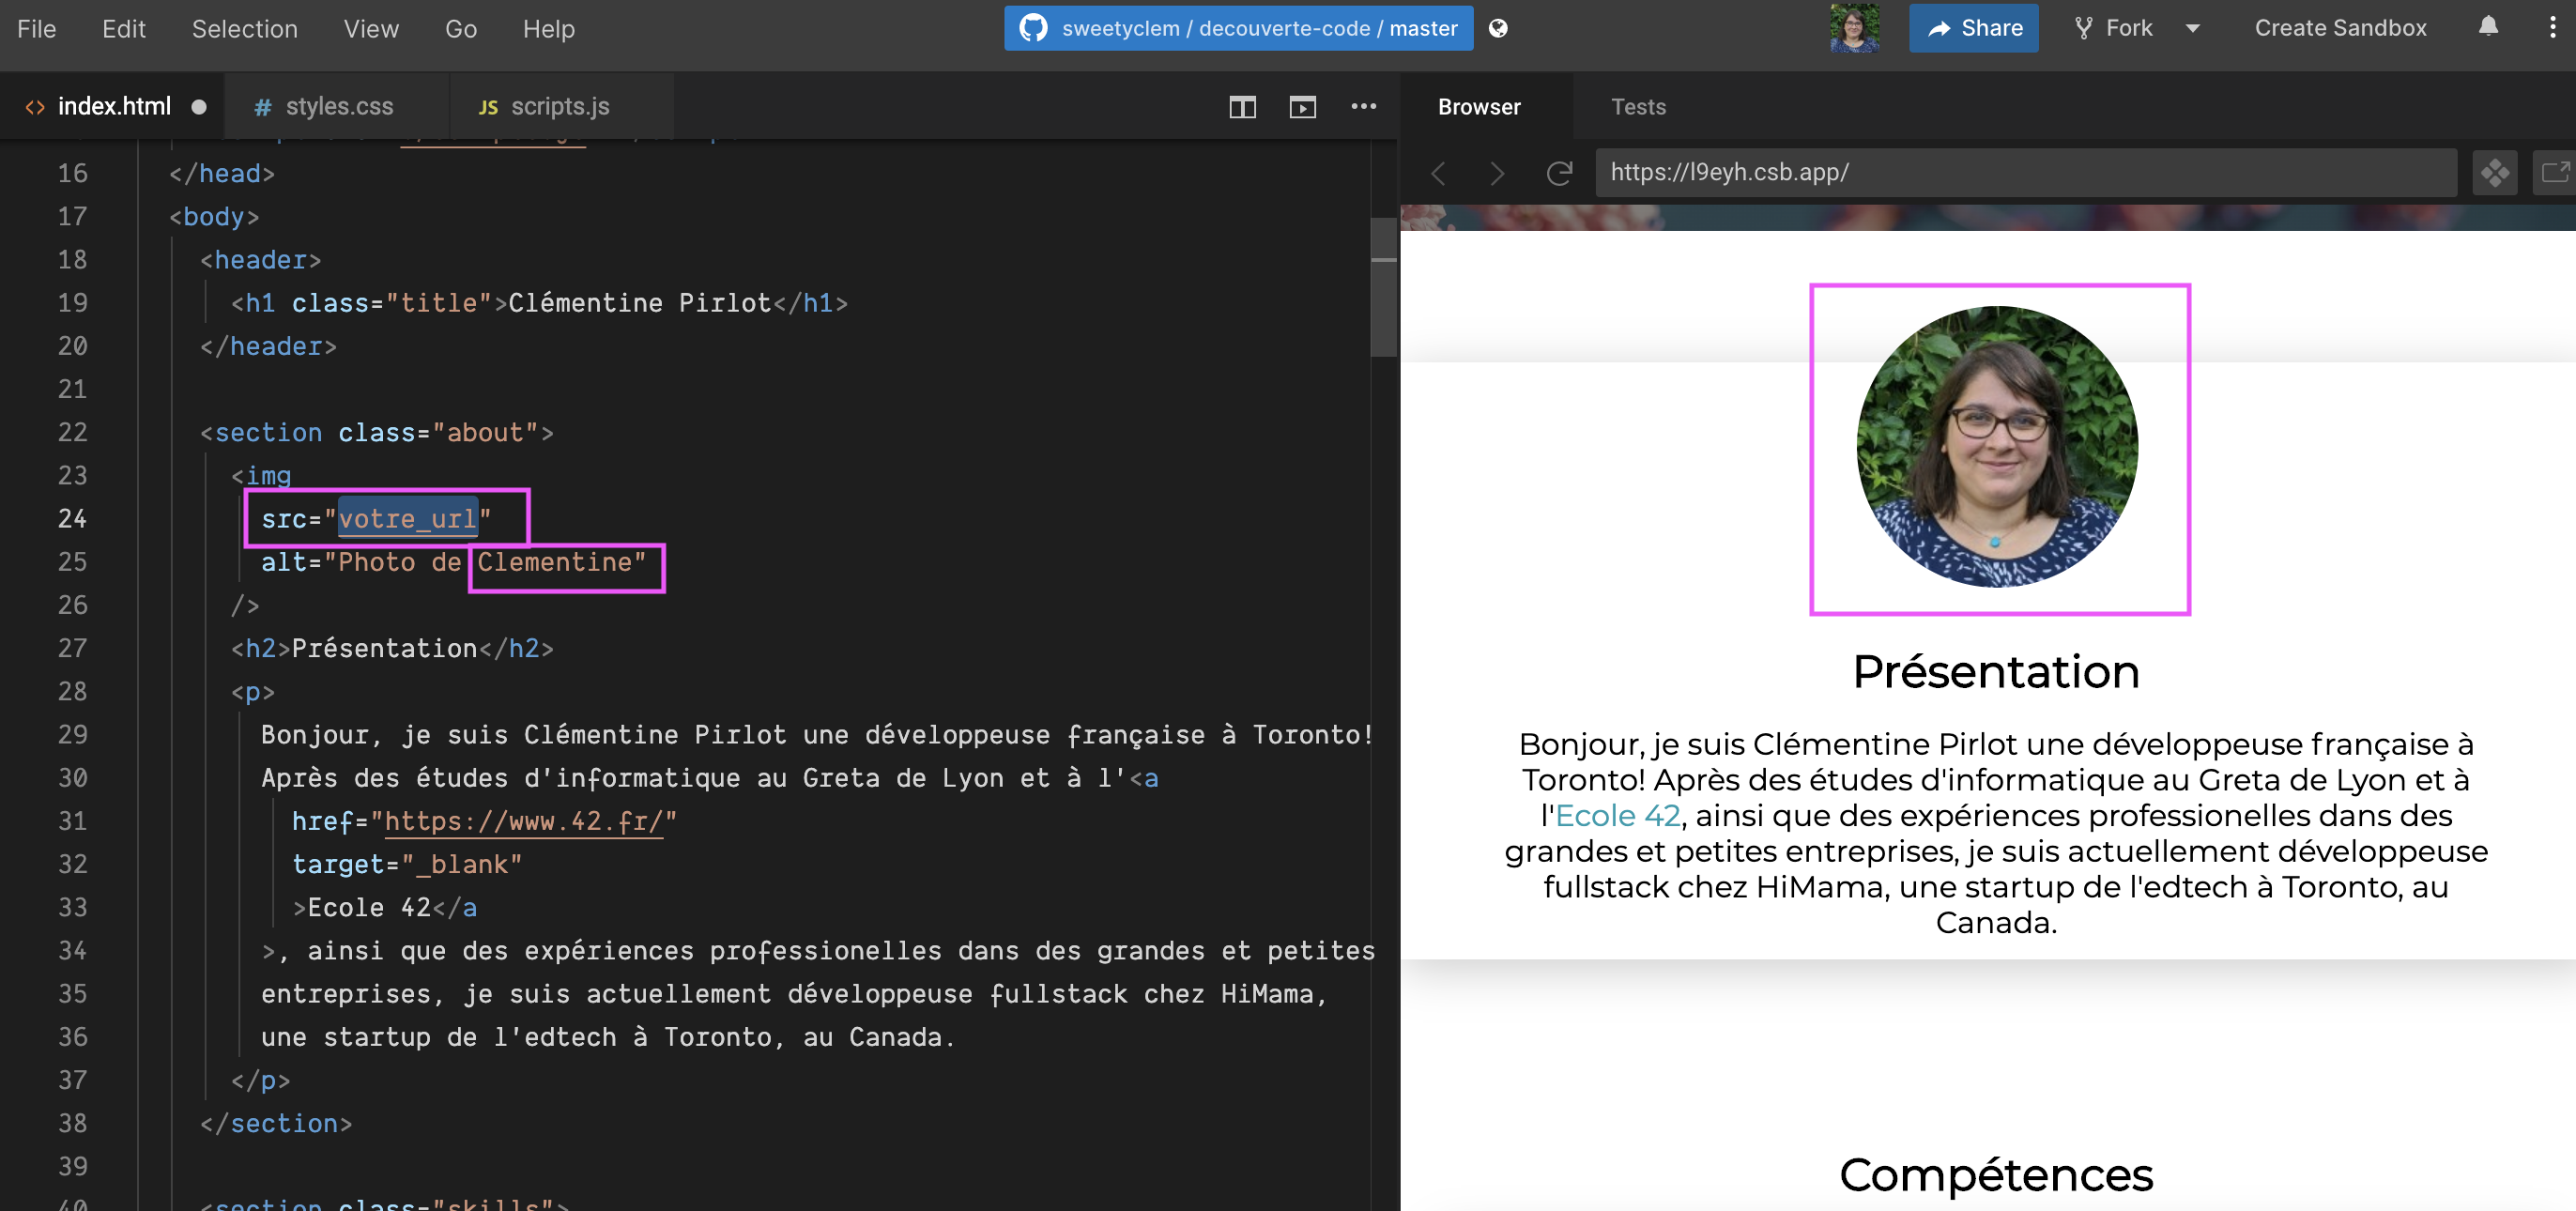 File Edit Selection View Go Help
sweetyclem / decouverte-code / master
Share Fork Create Sandbox
<> index.html # styles.css JS scripts.js
Browser Tests
https://l9eyh.csb.app/
16 </head>
17 <body>
18 <header>
19 <h1 class="title">Clémentine Pirlot</h1>
20 </header>
21
22 <section class="about">
23 <img
24 src="votre_url"
25 alt="Photo de Clementine"
26 />
27 <h2>Présentation</h2>
28 <p>
29 Bonjour, je suis Clémentine Pirlot une développeuse française à Toronto!
30 Après des études d'informatique au Greta de Lyon et à l'<a
31 href="https://www.42.fr/"
32 target="_blank"
33 >Ecole 42</a
34 >, ainsi que des expériences professionelles dans des grandes et petites
35 entreprises, je suis actuellement développeuse fullstack chez HiMama,
36 une startup de l'edtech à Toronto, au Canada.
37 </p>
38 </section>
39
40 <section class="skills">
Présentation
Bonjour, je suis Clémentine Pirlot une développeuse française à
Toronto! Après des études d'informatique au Greta de Lyon et à
l'Ecole 42, ainsi que des expériences professionelles dans des
grandes et petites entreprises, je suis actuellement développeuse
fullstack chez HiMama, une startup de l'edtech à Toronto, au
Canada.
Compétences